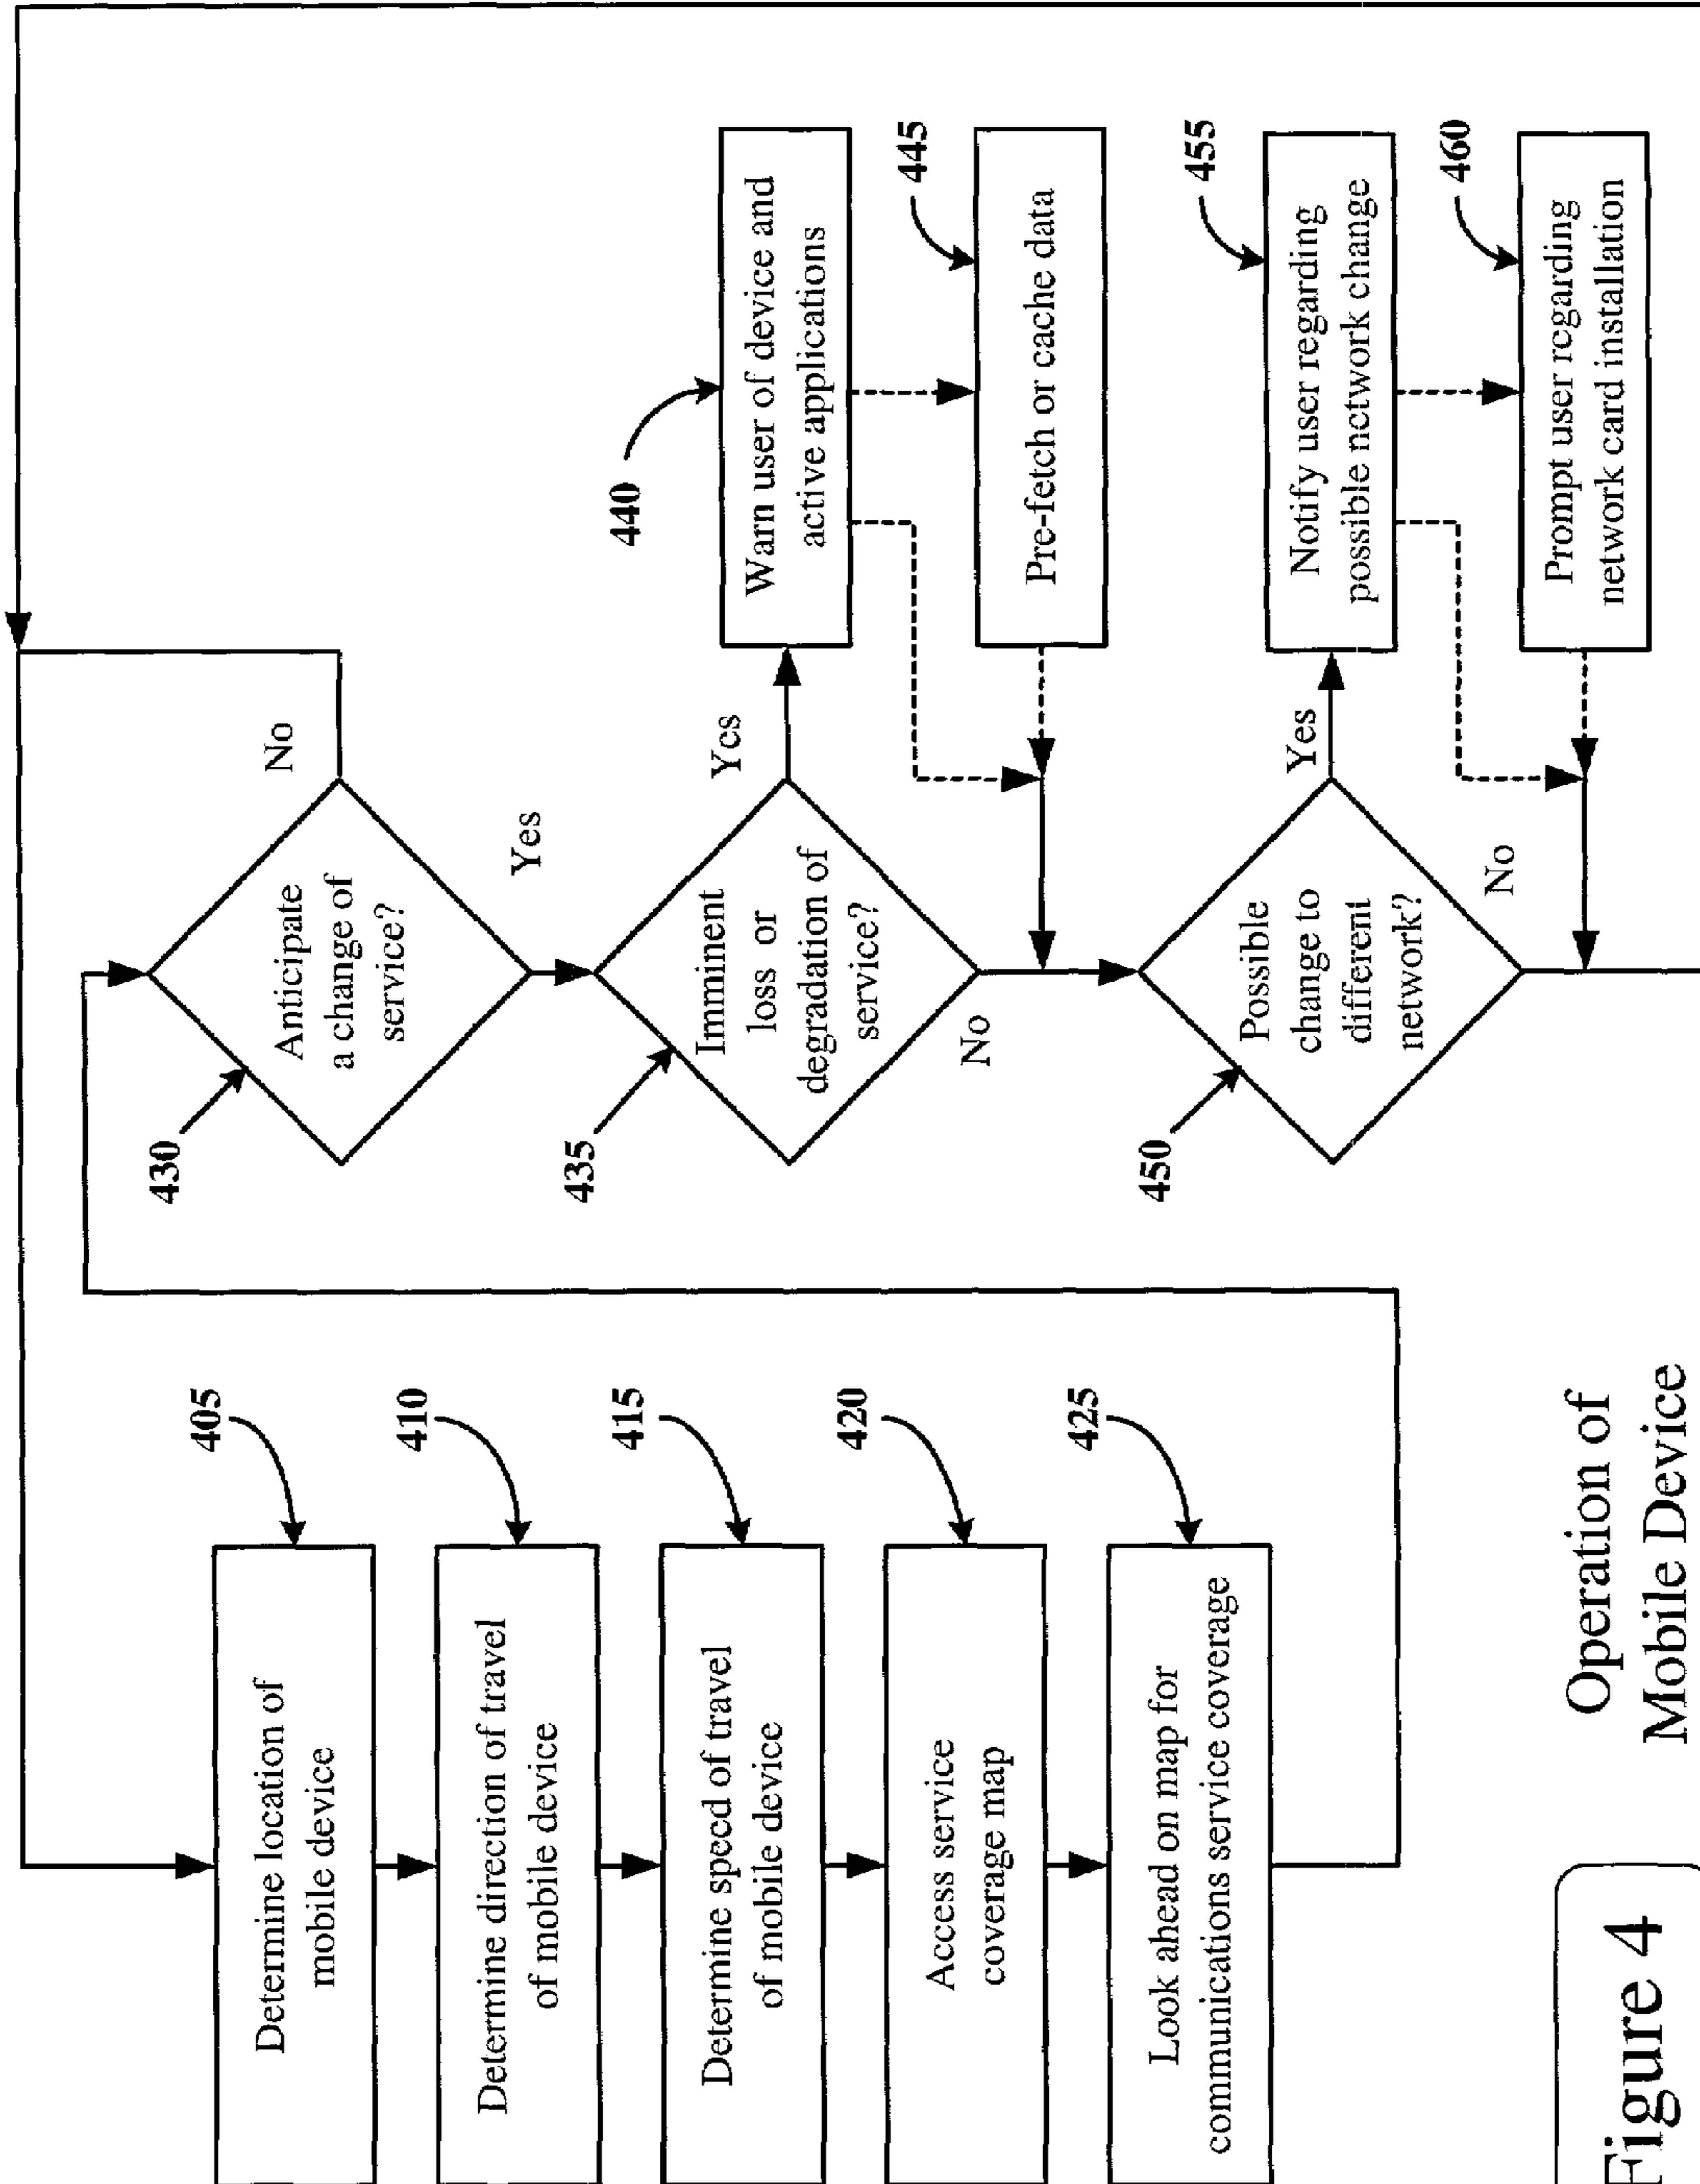 Determine location of
mobile device
405
Determine direction of travel
of mobile device
410
Determine speed of travel
of mobile device
415
Access service
coverage map
420
Look ahead on map for
communications service coverage
425
430
Anticipate
a change of
service?
No
Yes
435
Imminent
loss or
degradation of
service?
Yes
No
440
Warn user of device and
active applications
445
Pre-fetch or cache data
450
Possible
change to
different
network?
Yes
No
455
Notify user regarding
possible network change
460
Prompt user regarding
network card installation
Operation of
Mobile Device
Figure 4